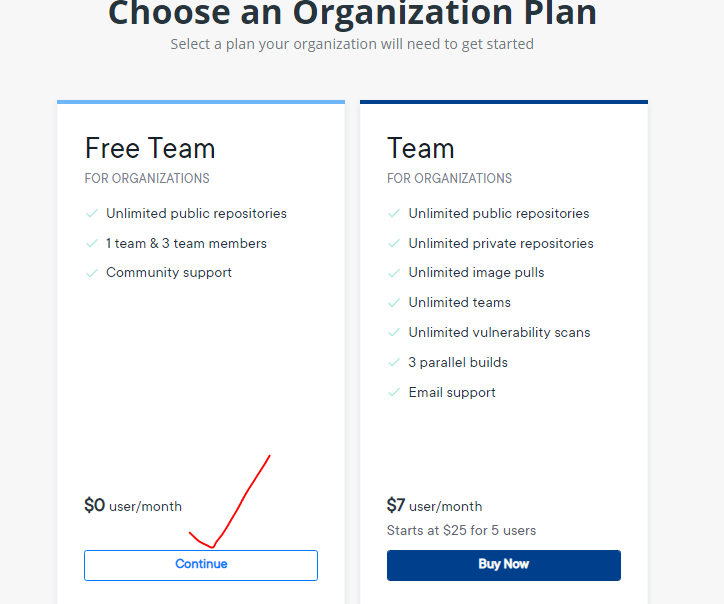 Choose an Organization Plan
Select a plan your organization will need to get started
Free Team
FOR ORGANIZATIONS
Unlimited public repositories
1 team & 3 team members
Community support
$0 user/month
Continue
Team
FOR ORGANIZATIONS
Unlimited public repositories
Unlimited private repositories
Unlimited image pulls
Unlimited teams
Unlimited vulnerability scans
3 parallel builds
Email support
$7 user/month
Starts at $25 for 5 users
Buy Now